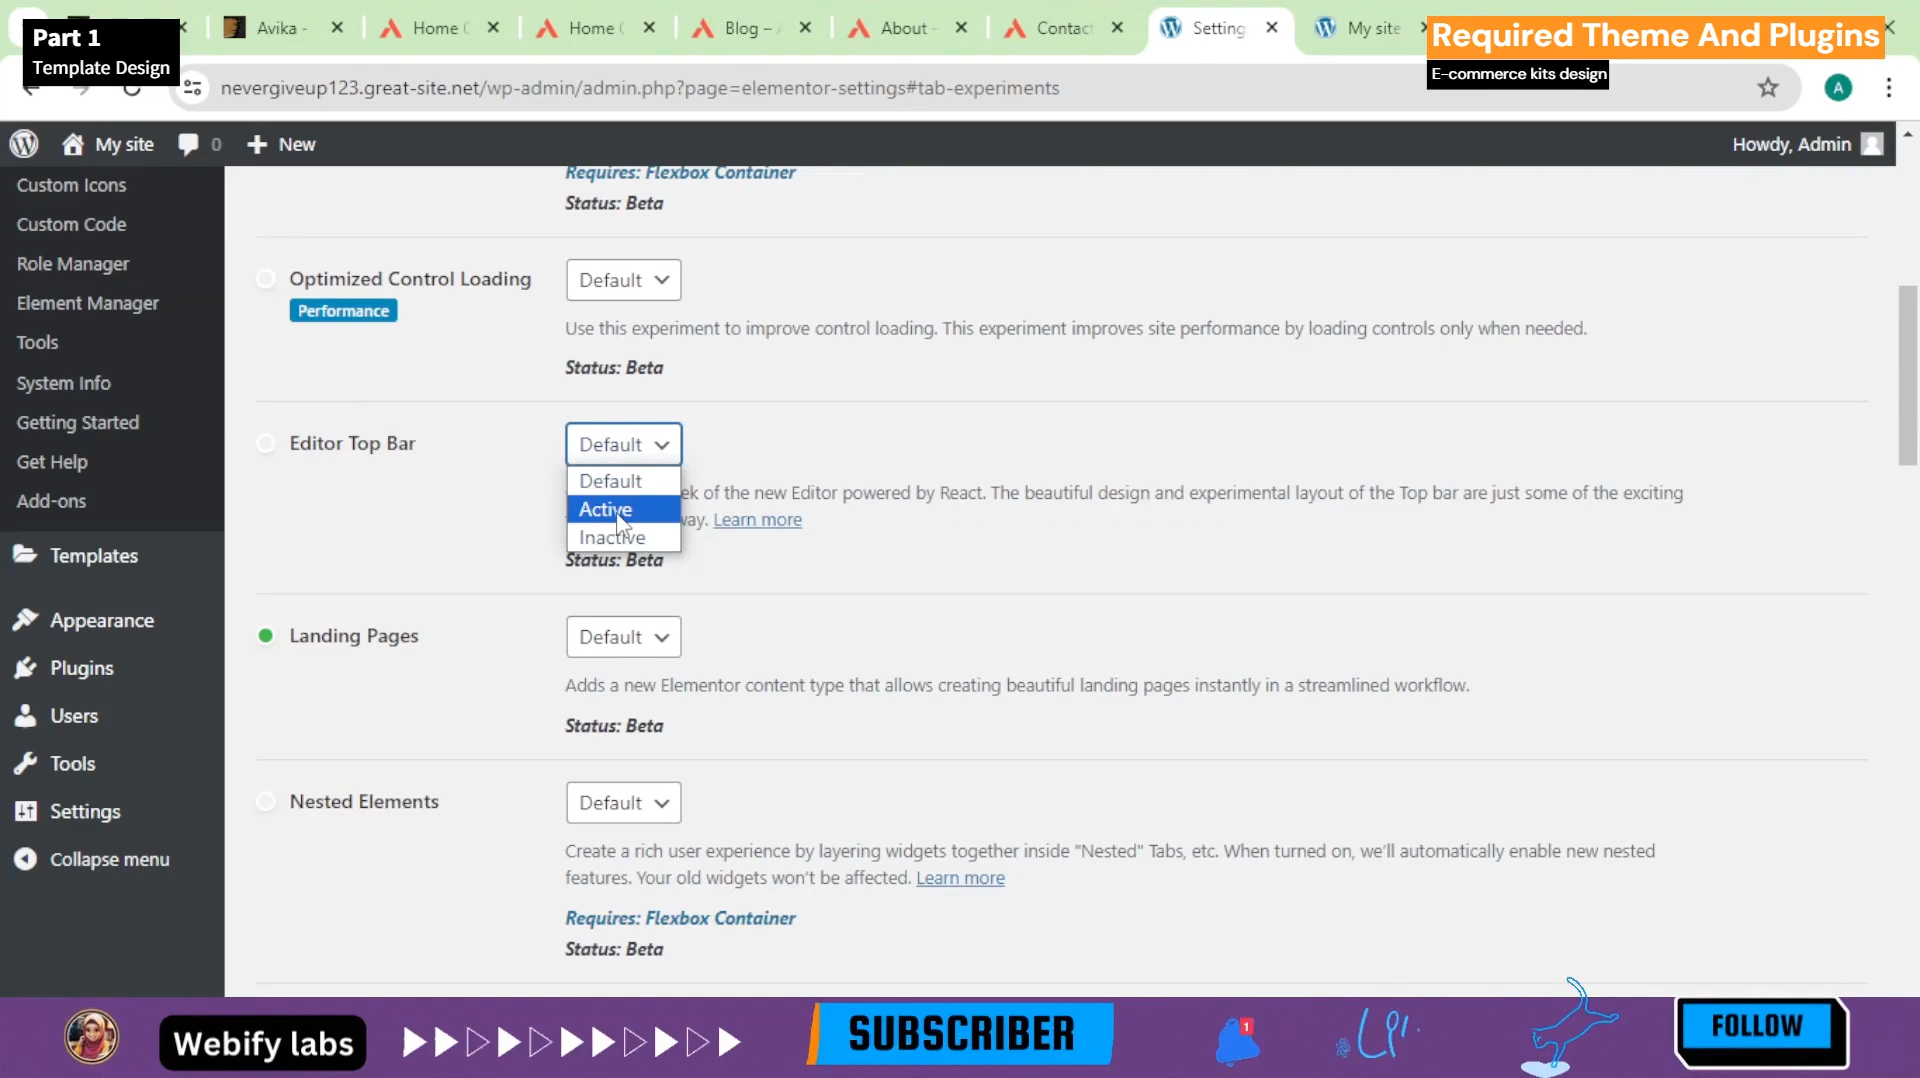 Part 1
Template Design
Avika -
Home
Home
Blog –
About -
Contact
Setting
My site
Required Theme And Plugins
E-commerce kits design
nevergiveup123.great-site.net/wp-admin/admin.php?page=elementor-settings#tab-experiments
A
My site
0
New
Howdy, Admin
Custom Icons
Custom Code
Role Manager
Element Manager
Tools
System Info
Getting Started
Get Help
Add-ons
Templates
Appearance
Plugins
Users
Tools
Settings
Collapse menu
Requires: Flexbox Container
Status: Beta
Optimized Control Loading
Performance
Default
Use this experiment to improve control loading. This experiment improves site performance by loading controls only when needed.
Status: Beta
Editor Top Bar
Default
Default
Active
Inactive
ek of the new Editor powered by React. The beautiful design and experimental layout of the Top bar are just some of the exciting
way. Learn more
Status: Beta
Landing Pages
Default
Adds a new Elementor content type that allows creating beautiful landing pages instantly in a streamlined workflow.
Status: Beta
Nested Elements
Default
Create a rich user experience by layering widgets together inside "Nested" Tabs, etc. When turned on, we'll automatically enable new nested
features. Your old widgets won't be affected. Learn more
Requires: Flexbox Container
Status: Beta
Webify labs
SUBSCRIBER
1
FOLLOW